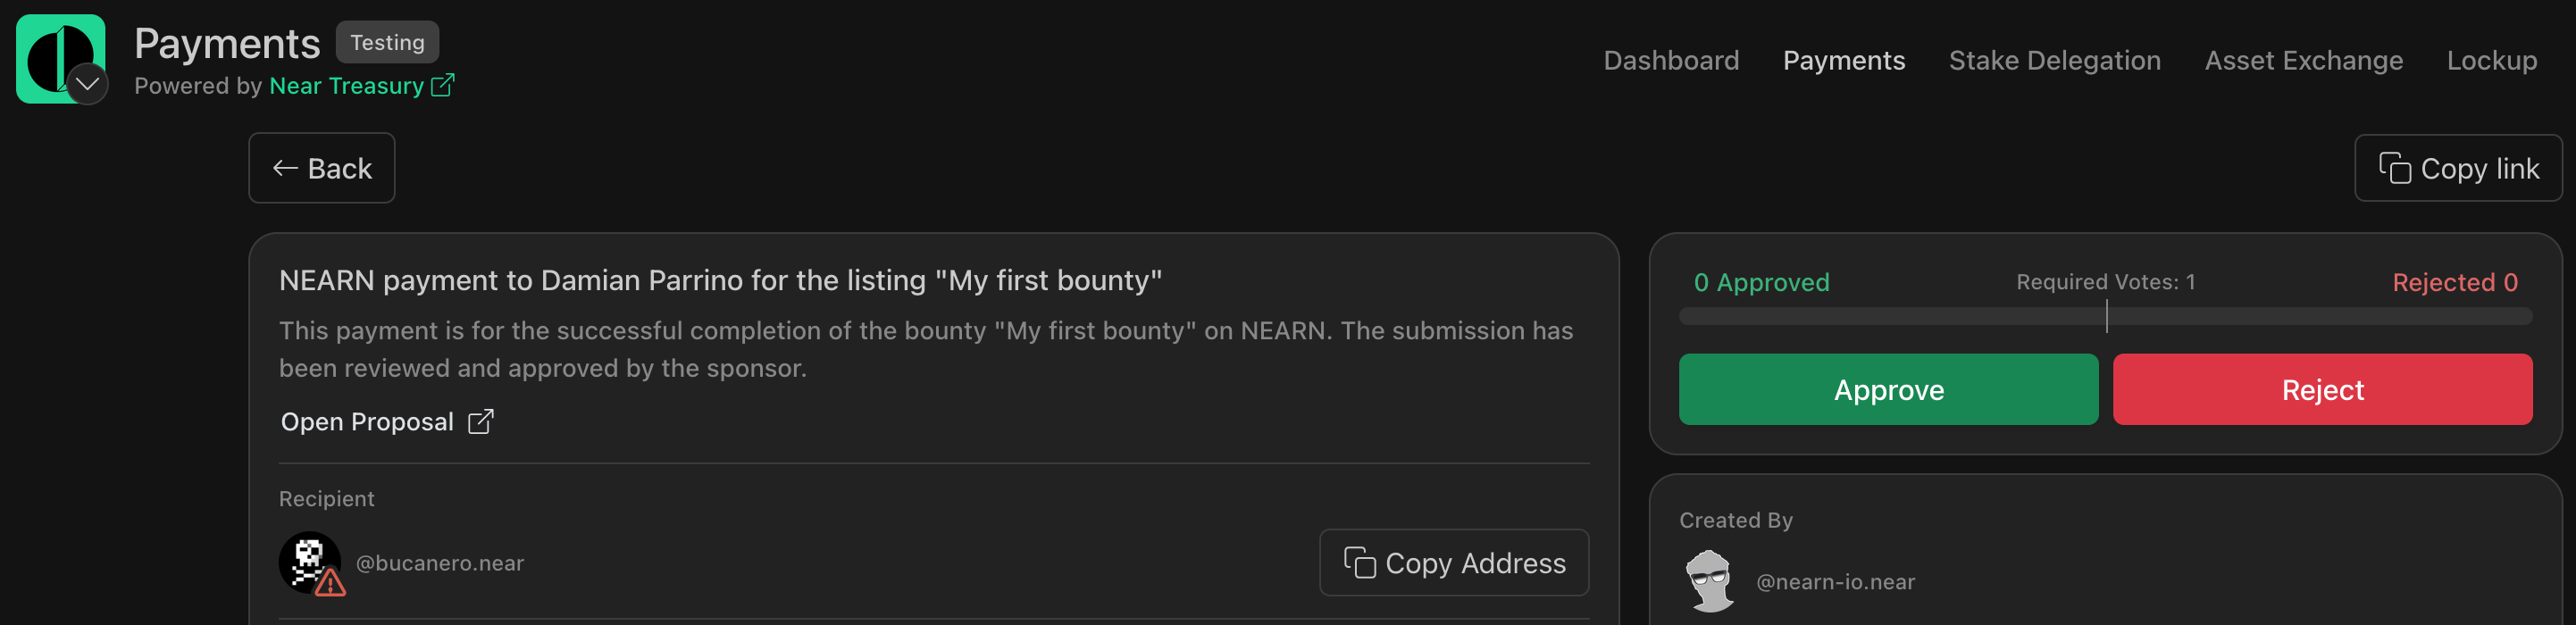 Payments Testing
Powered by Near Treasury
Dashboard Payments Stake Delegation Asset Exchange Lockup
Back
Copy link
NEARN payment to Damian Parrino for the listing "My first bounty"
This payment is for the successful completion of the bounty "My first bounty" on NEARN. The submission has
been reviewed and approved by the sponsor.
Open Proposal
Recipient
@bucanero.near
Copy Address
0 Approved Required Votes: 1 Rejected 0
Approve Reject
Created By
@nearn-io.near